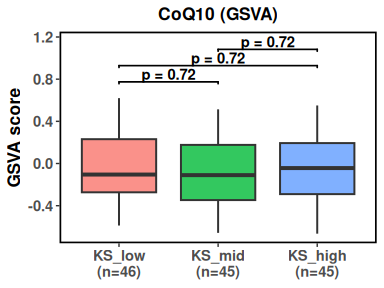 CoQ10 (GSVA)
1.2
p = 0.72
p = 0.72
p = 0.72
0.8
0.4
0.0
-0.4
GSVA score
KS_low
(n=46)
KS_mid
(n=45)
KS_high
(n=45)